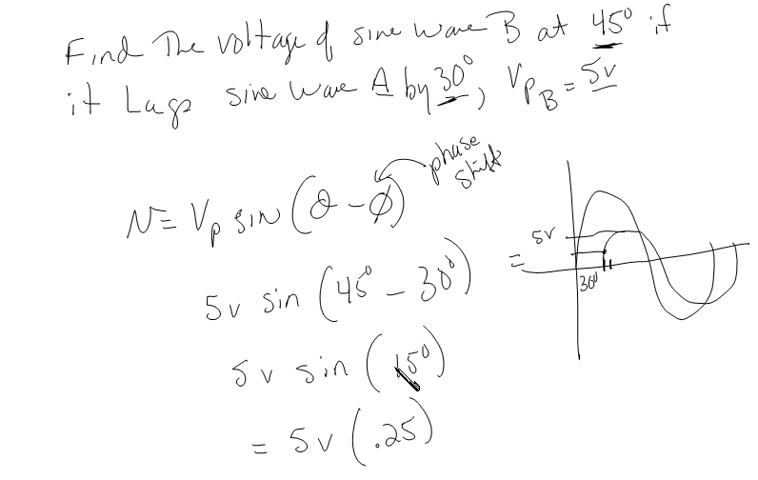 Find The voltage of sine wave B at 45° if
it Lags sine wave A by 30°, VPB = 5v
phase
shift
v = Vp sin (θ - φ)
5v
=
30°
5v sin (45° - 30°)
5v sin (15°)
= 5v (.25)